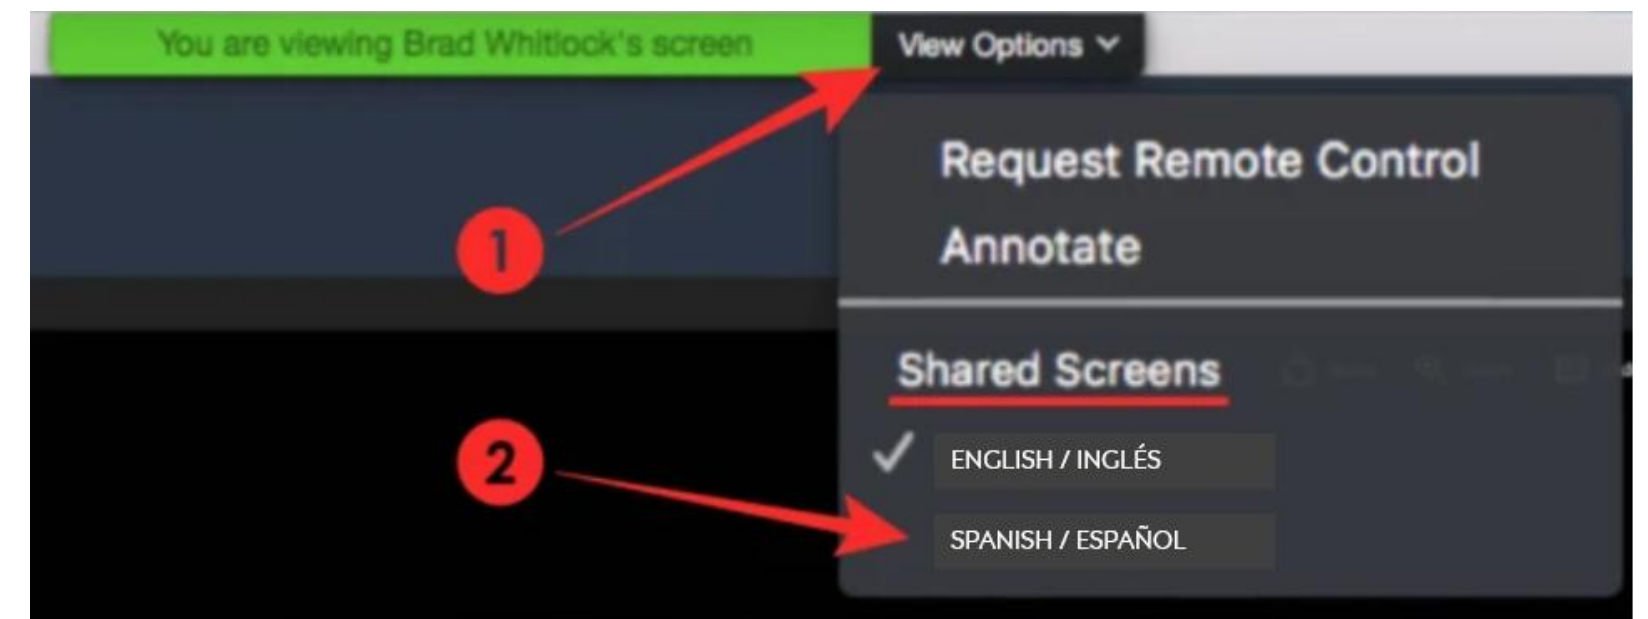 You are viewing Brad Whitlock's screen
View Options
Request Remote Control
1
Annotate
Shared Screens
2
ENGLISH / INGLÉS
SPANISH / ESPAÑOL